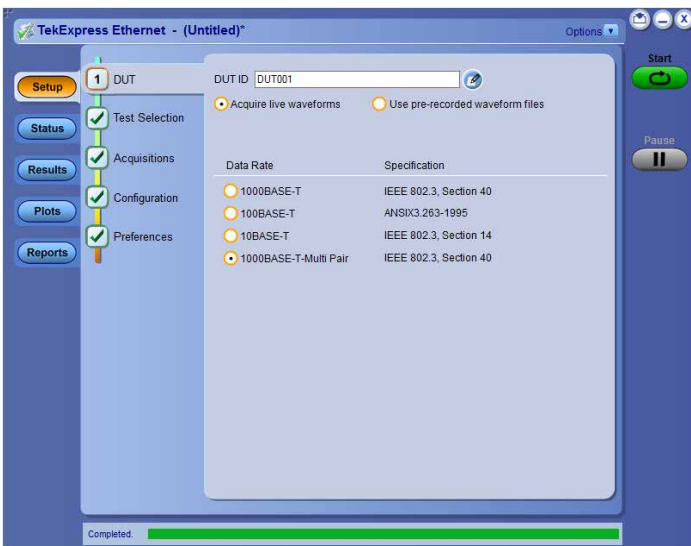 TekExpress Ethernet - (Untitled)*
Options
Start
Setup
1 DUT
DUT ID DUT001
Acquire live waveforms
Use pre-recorded waveform files
Status
Test Selection
Pause
Results
Acquisitions
Data Rate Specification
Configuration
1000BASE-T IEEE 802.3, Section 40
Plots
100BASE-T ANSIX3.263-1995
Preferences
10BASE-T IEEE 802.3, Section 14
Reports
1000BASE-T-Multi Pair IEEE 802.3, Section 40
Completed.